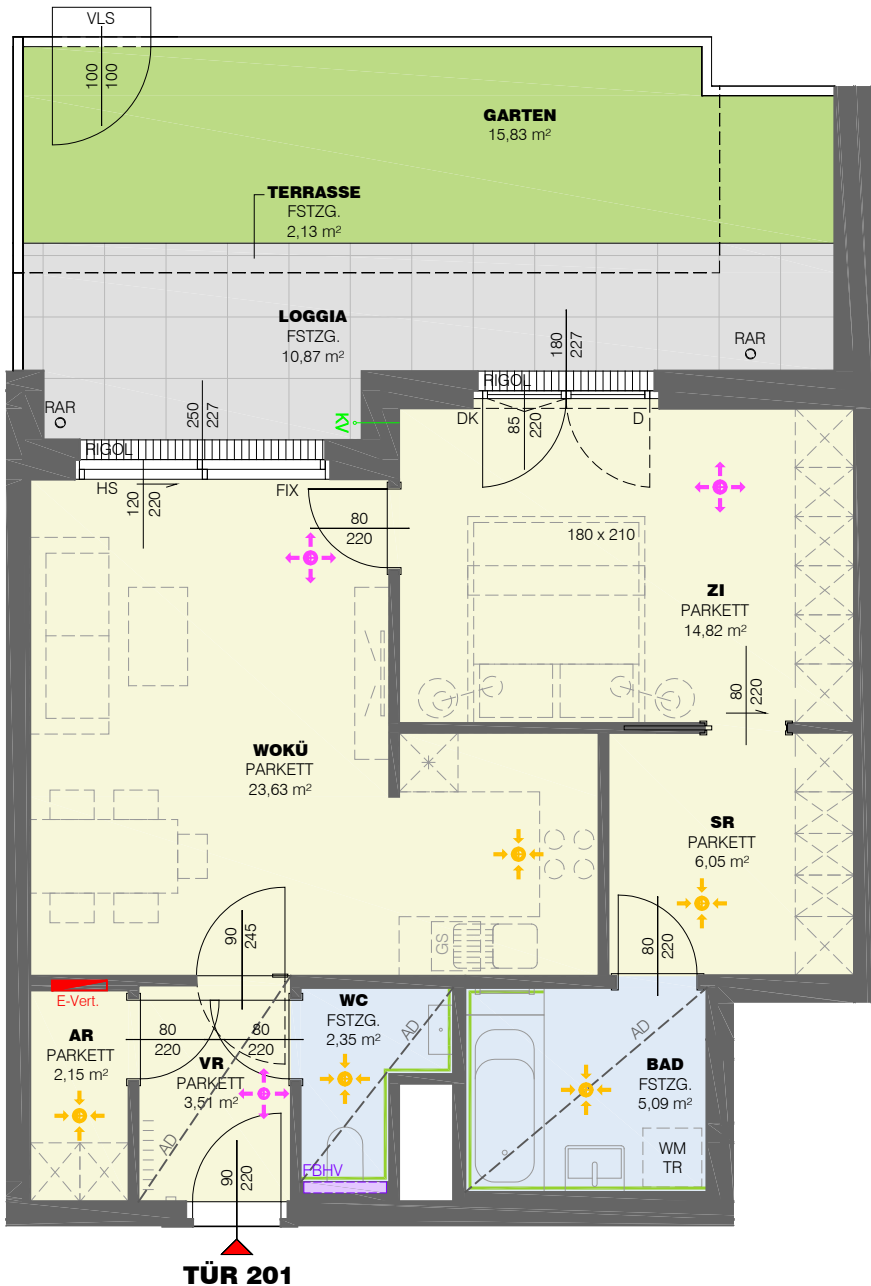 VLS
100
100
GARTEN
15,83 m²
TERRASSE
FSTZG.
2,13 m²
LOGGIA
FSTZG.
10,87 m²
180
227
RAR
RAR
250
227
KV
RIGOL
RIGOL
DK
85
220
D
HS
120
220
FIX
80
220
180 x 210
ZI
PARKETT
14,82 m²
80
220
WOKÜ
PARKETT
23,63 m²
SR
PARKETT
6,05 m²
90
245
GS
80
220
E-Vert.
AR
PARKETT
2,15 m²
80
220
VR
PARKETT
3,51 m²
80
220
AD
WC
FSTZG.
2,35 m²
AD
AD
BAD
FSTZG.
5,09 m²
WM
TR
FBHV
90
220
TÜR 201